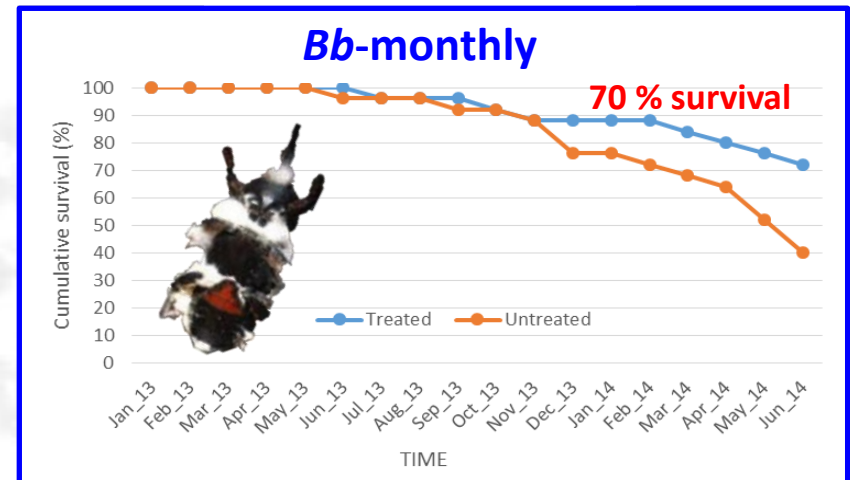 Bb-monthly
70 % survival
100
90
80
70
60
50
40
30
20
10
0
Cumulative survival (%)
Treated
Untreated
Jan_13
Feb_13
Mar_13
Apr_13
May_13
Jun_13
Jul_13
Aug_13
Sep_13
Oct_13
Nov_13
Dec_13
Jan_14
Feb_14
Mar_14
Apr_14
May_14
Jun_14
TIME